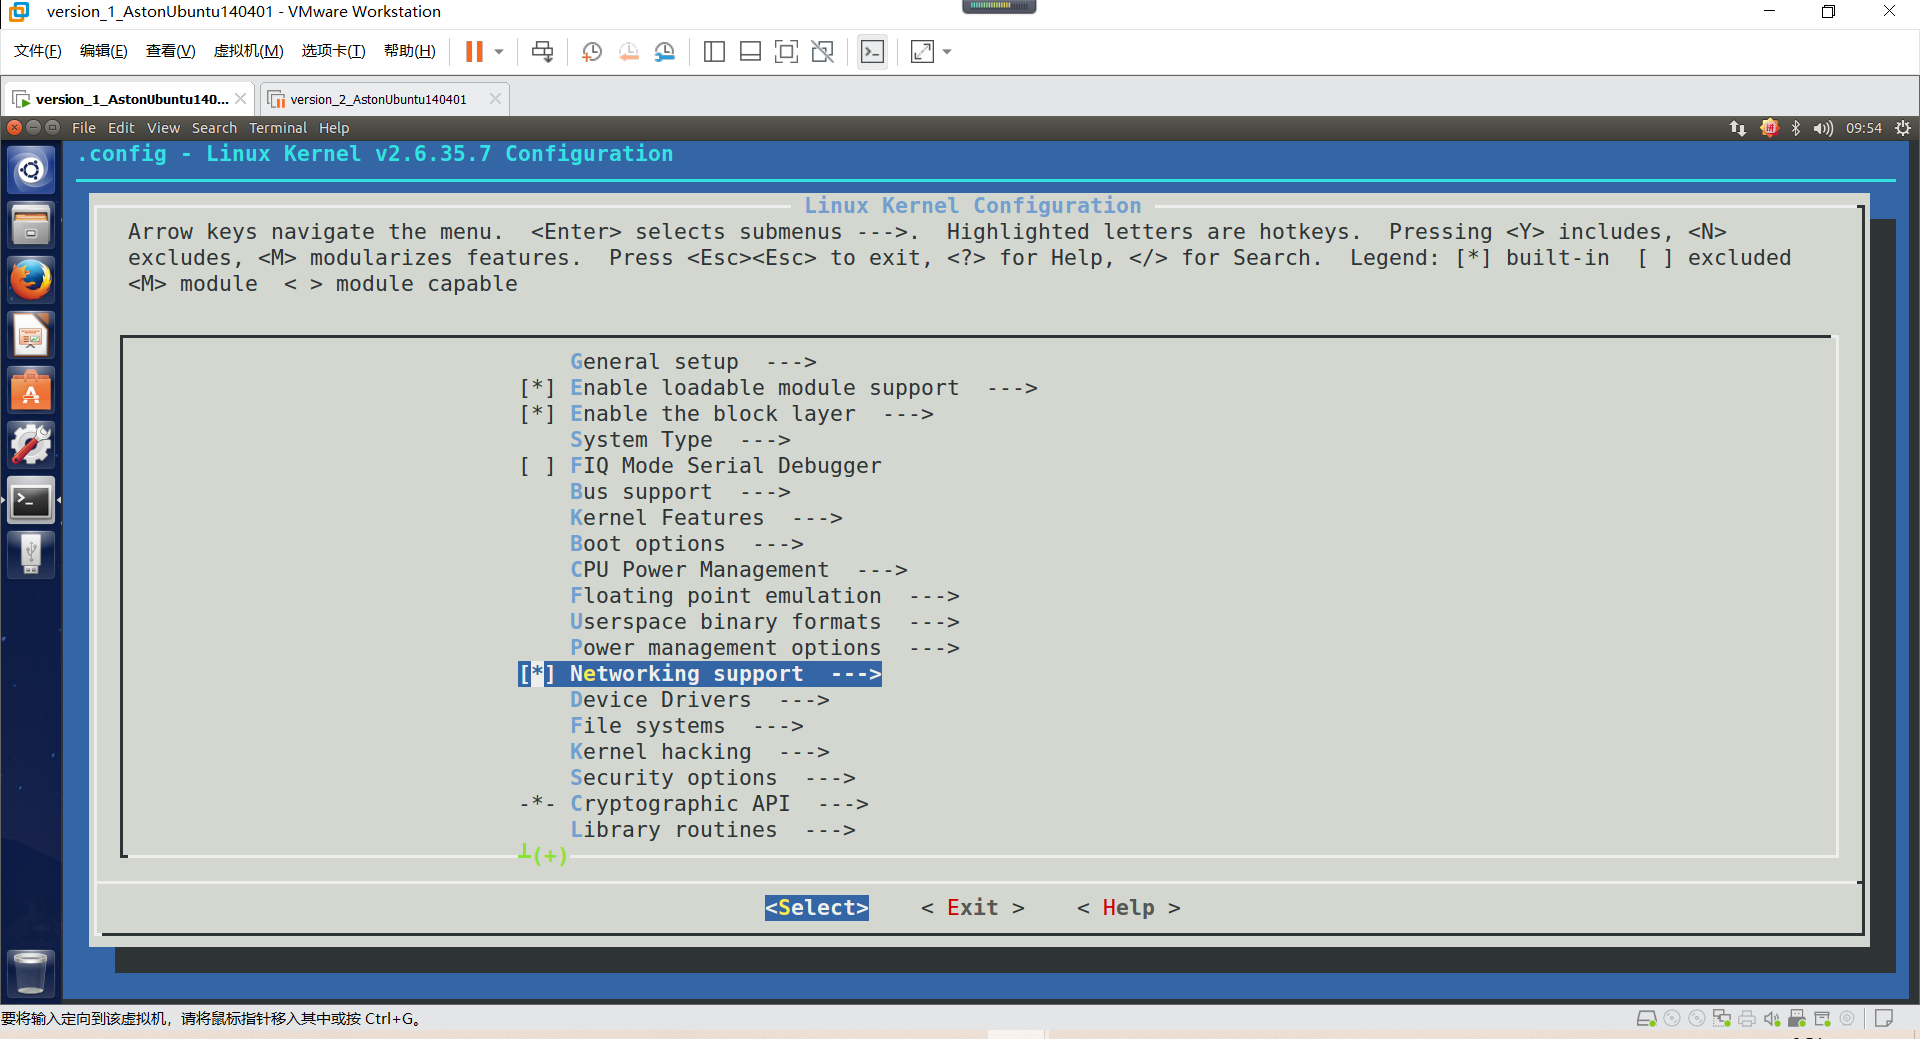 version_1_AstonUbuntu140401 - VMware Workstation
文件(F) 编辑(E) 查看(V) 虚拟机(M) 选项卡(T) 帮助(H)
version_1_AstonUbuntu140... version_2_AstonUbuntu140401
File Edit View Search Terminal Help 09:54
.config - Linux Kernel v2.6.35.7 Configuration
Linux Kernel Configuration
Arrow keys navigate the menu.  <Enter> selects submenus --->.  Highlighted letters are hotkeys.  Pressing <Y> includes, <N>
excludes, <M> modularizes features.  Press <Esc><Esc> to exit, <?> for Help, </> for Search.  Legend: [*] built-in  [ ] excluded
<M> module  < > module capable
General setup  --->
[*] Enable loadable module support  --->
[*] Enable the block layer  --->
System Type  --->
[ ] FIQ Mode Serial Debugger
Bus support  --->
Kernel Features  --->
Boot options  --->
CPU Power Management  --->
Floating point emulation  --->
Userspace binary formats  --->
Power management options  --->
[*] Networking support  --->
Device Drivers  --->
File systems  --->
Kernel hacking  --->
Security options  --->
-*- Cryptographic API  --->
Library routines  --->
┴(+)
<Select>    < Exit >    < Help >
要将输入定向到该虚拟机，请将鼠标指针移入其中或按 Ctrl+G。